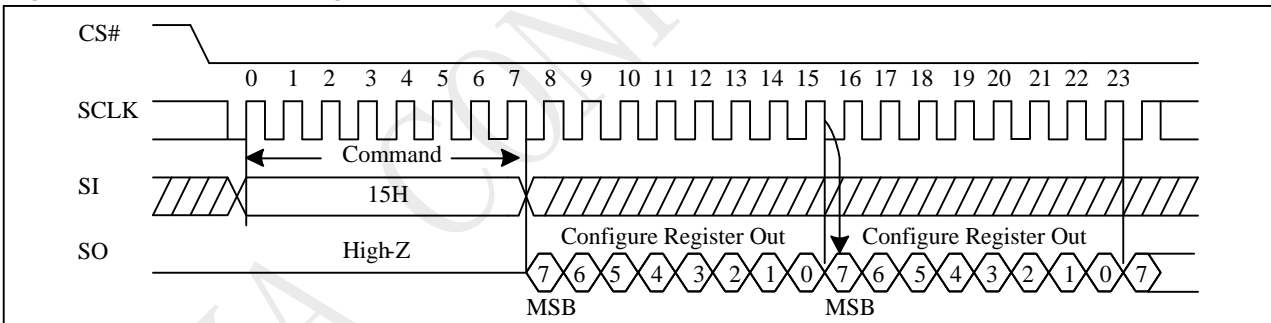 CS#
0 1 2 3 4 5 6 7 8 9 10 11 12 13 14 15 16 17 18 19 20 21 22 23
SCLK
Command
SI
15H
SO
High-Z
Configure Register Out
Configure Register Out
7 6 5 4 3 2 1 0 7 6 5 4 3 2 1 0 7
MSB
MSB